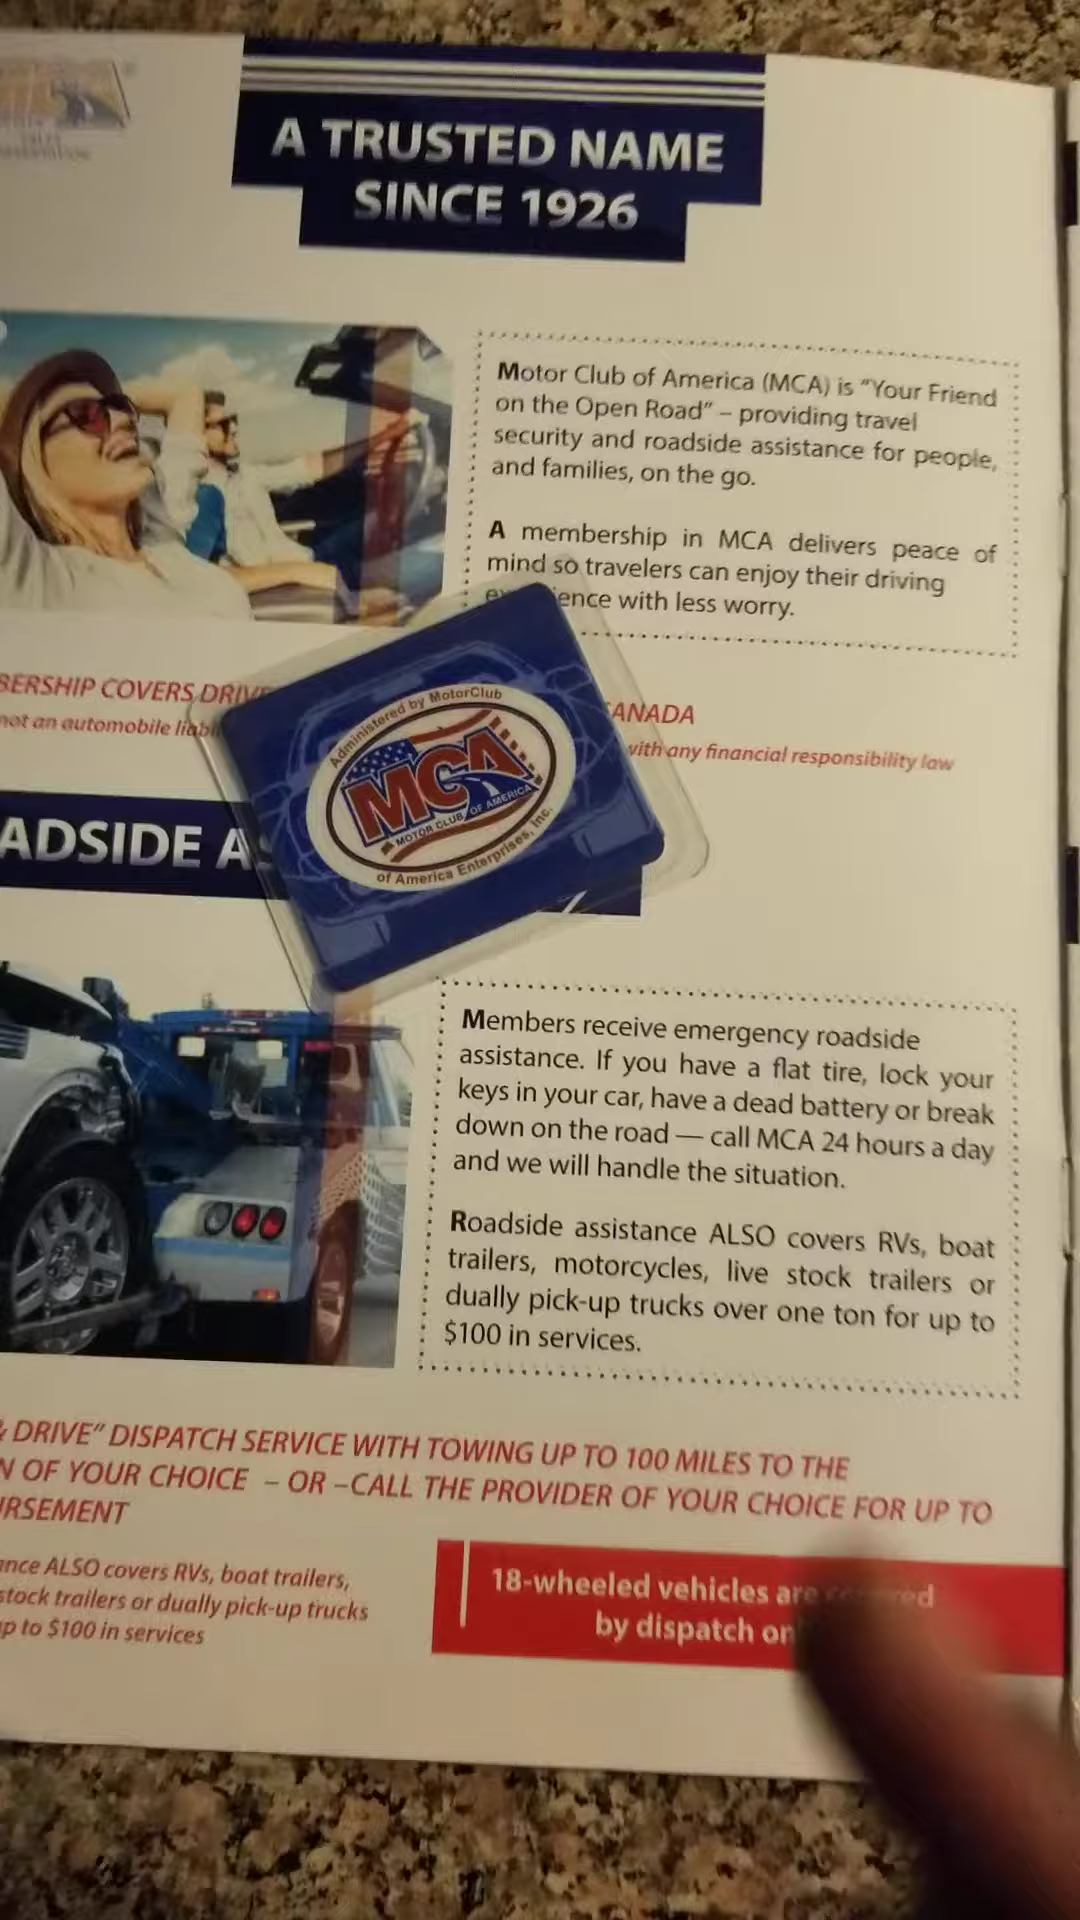 A TRUSTED NAME
SINCE 1926
Motor Club of America (MCA) is "Your Friend
on the Open Road" – providing travel
security and roadside assistance for people,
and families, on the go.
A membership in MCA delivers peace of
mind so travelers can enjoy their driving
ence with less worry.
BERSHIP COVERS DRIVE
CANADA
not an automobile liabil
with any financial responsibility law
Administered by MotorClub
MCA
MOTOR CLUB OF AMERICA
of America Enterprises, Inc.
ADSIDE AS
Members receive emergency roadside
assistance. If you have a flat tire, lock your
keys in your car, have a dead battery or break
down on the road — call MCA 24 hours a day
and we will handle the situation.
Roadside assistance ALSO covers RVs, boat
trailers, motorcycles, live stock trailers or
dually pick-up trucks over one ton for up to
$100 in services.
& DRIVE" DISPATCH SERVICE WITH TOWING UP TO 100 MILES TO THE
N OF YOUR CHOICE – OR –CALL THE PROVIDER OF YOUR CHOICE FOR UP TO
URSEMENT
ance ALSO covers RVs, boat trailers,
stock trailers or dually pick-up trucks
up to $100 in services
18-wheeled vehicles are covered
by dispatch on